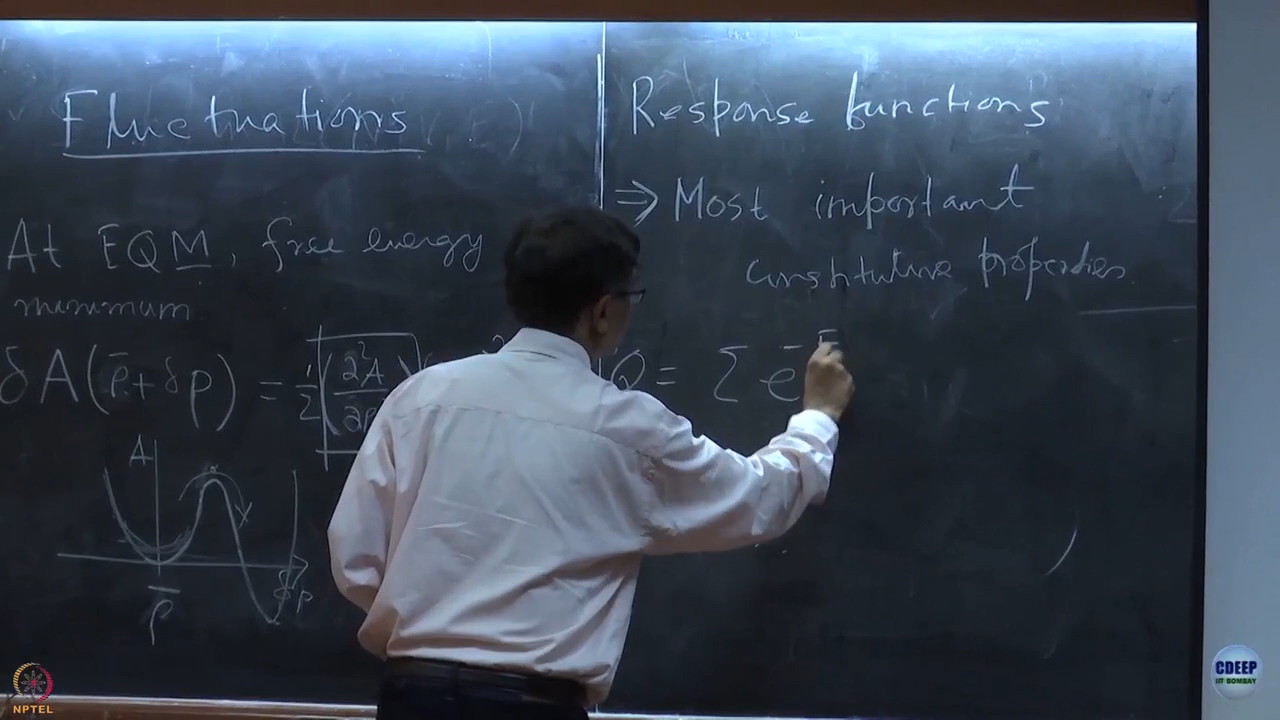 Fluctuations
At EQM, free energy
minimum
δA(ρ̄ + δρ) = 1/2 (∂²A
∂ρ
A
ρ̄
δρ
Response functions
⇒ Most important
constitutive properties
Q = Σ e^-E
NPTEL
CDEEP
IIT BOMBAY